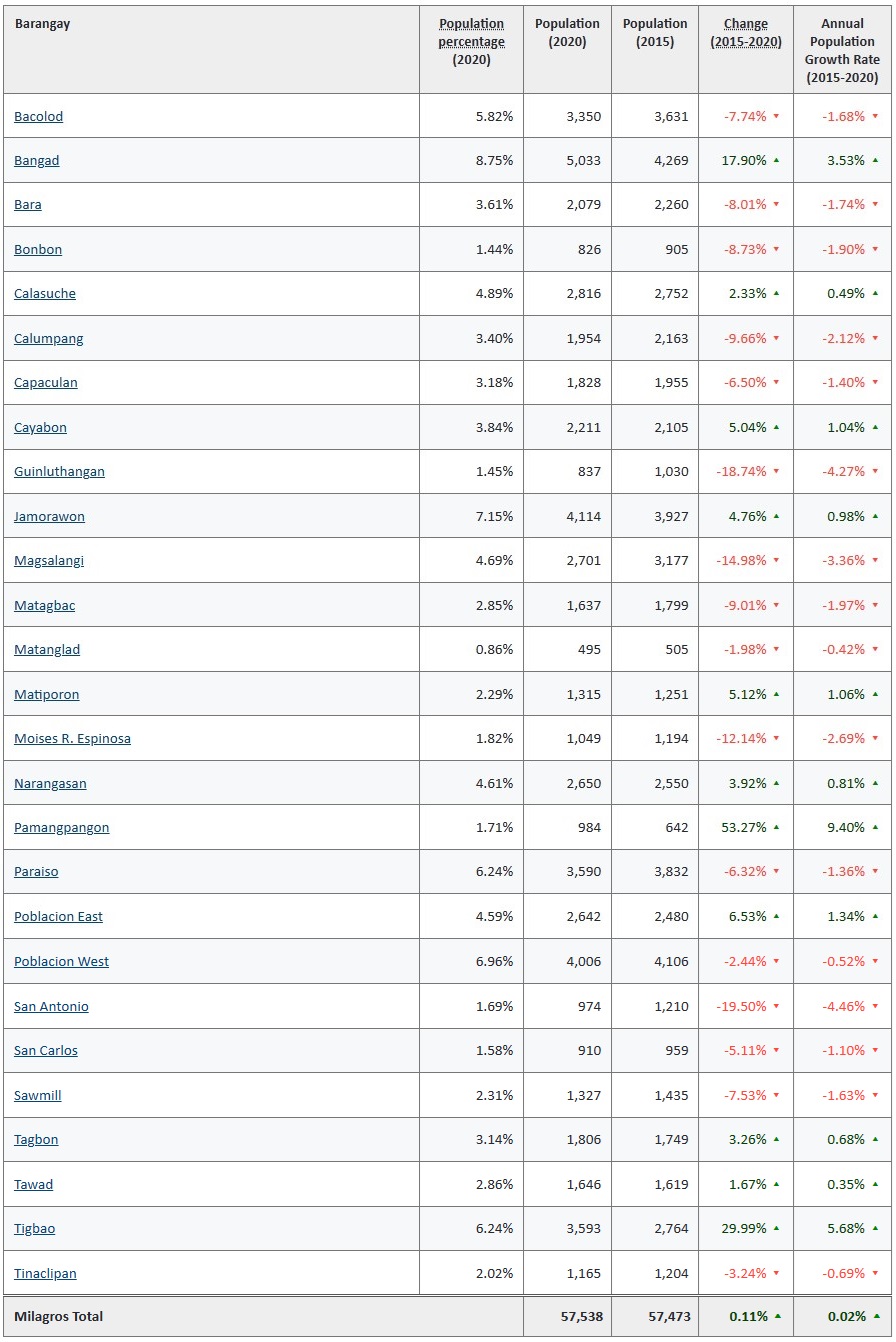 Barangay Population percentage (2020) Population (2020) Population (2015) Change (2015-2020) Annual Population Growth Rate (2015-2020)
Bacolod 5.82% 3,350 3,631 -7.74% ▼ -1.68% ▼
Bangad 8.75% 5,033 4,269 17.90% ▲ 3.53% ▲
Bara 3.61% 2,079 2,260 -8.01% ▼ -1.74% ▼
Bonbon 1.44% 826 905 -8.73% ▼ -1.90% ▼
Calasuche 4.89% 2,816 2,752 2.33% ▲ 0.49% ▲
Calumpang 3.40% 1,954 2,163 -9.66% ▼ -2.12% ▼
Capaculan 3.18% 1,828 1,955 -6.50% ▼ -1.40% ▼
Cayabon 3.84% 2,211 2,105 5.04% ▲ 1.04% ▲
Guinluthangan 1.45% 837 1,030 -18.74% ▼ -4.27% ▼
Jamorawon 7.15% 4,114 3,927 4.76% ▲ 0.98% ▲
Magsalangi 4.69% 2,701 3,177 -14.98% ▼ -3.36% ▼
Matagbac 2.85% 1,637 1,799 -9.01% ▼ -1.97% ▼
Matanglad 0.86% 495 505 -1.98% ▼ -0.42% ▼
Matiporon 2.29% 1,315 1,251 5.12% ▲ 1.06% ▲
Moises R. Espinosa 1.82% 1,049 1,194 -12.14% ▼ -2.69% ▼
Narangasan 4.61% 2,650 2,550 3.92% ▲ 0.81% ▲
Pamangpangon 1.71% 984 642 53.27% ▲ 9.40% ▲
Paraiso 6.24% 3,590 3,832 -6.32% ▼ -1.36% ▼
Poblacion East 4.59% 2,642 2,480 6.53% ▲ 1.34% ▲
Poblacion West 6.96% 4,006 4,106 -2.44% ▼ -0.52% ▼
San Antonio 1.69% 974 1,210 -19.50% ▼ -4.46% ▼
San Carlos 1.58% 910 959 -5.11% ▼ -1.10% ▼
Sawmill 2.31% 1,327 1,435 -7.53% ▼ -1.63% ▼
Tagbon 3.14% 1,806 1,749 3.26% ▲ 0.68% ▲
Tawad 2.86% 1,646 1,619 1.67% ▲ 0.35% ▲
Tigbao 6.24% 3,593 2,764 29.99% ▲ 5.68% ▲
Tinaclipan 2.02% 1,165 1,204 -3.24% ▼ -0.69% ▼
Milagros Total 57,538 57,473 0.11% ▲ 0.02% ▲